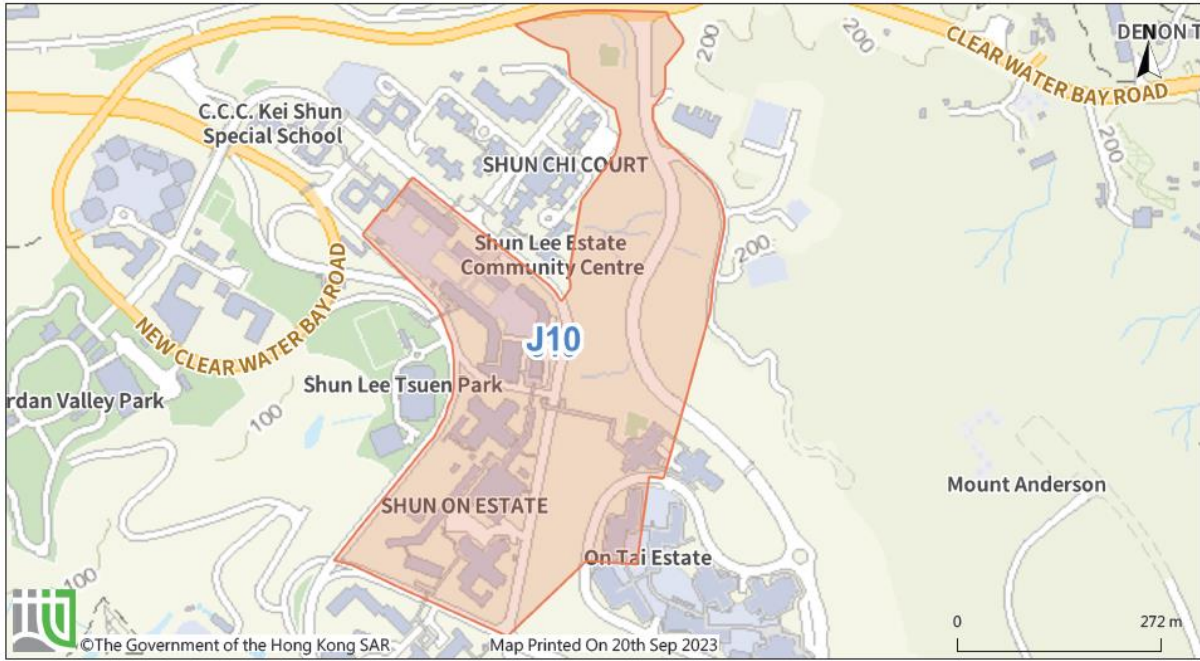 200
200
DENON T
N
CLEAR WATER BAY ROAD
C.C.C. Kei Shun
Special School
SHUN CHI COURT
200
Shun Lee Estate
Community Centre
200
NEW CLEAR WATER BAY ROAD
J10
Shun Lee Tsuen Park
rdan Valley Park
100
Mount Anderson
SHUN ON ESTATE
On Tai Estate
100
0
272 m
©The Government of the Hong Kong SAR
Map Printed On 20th Sep 2023